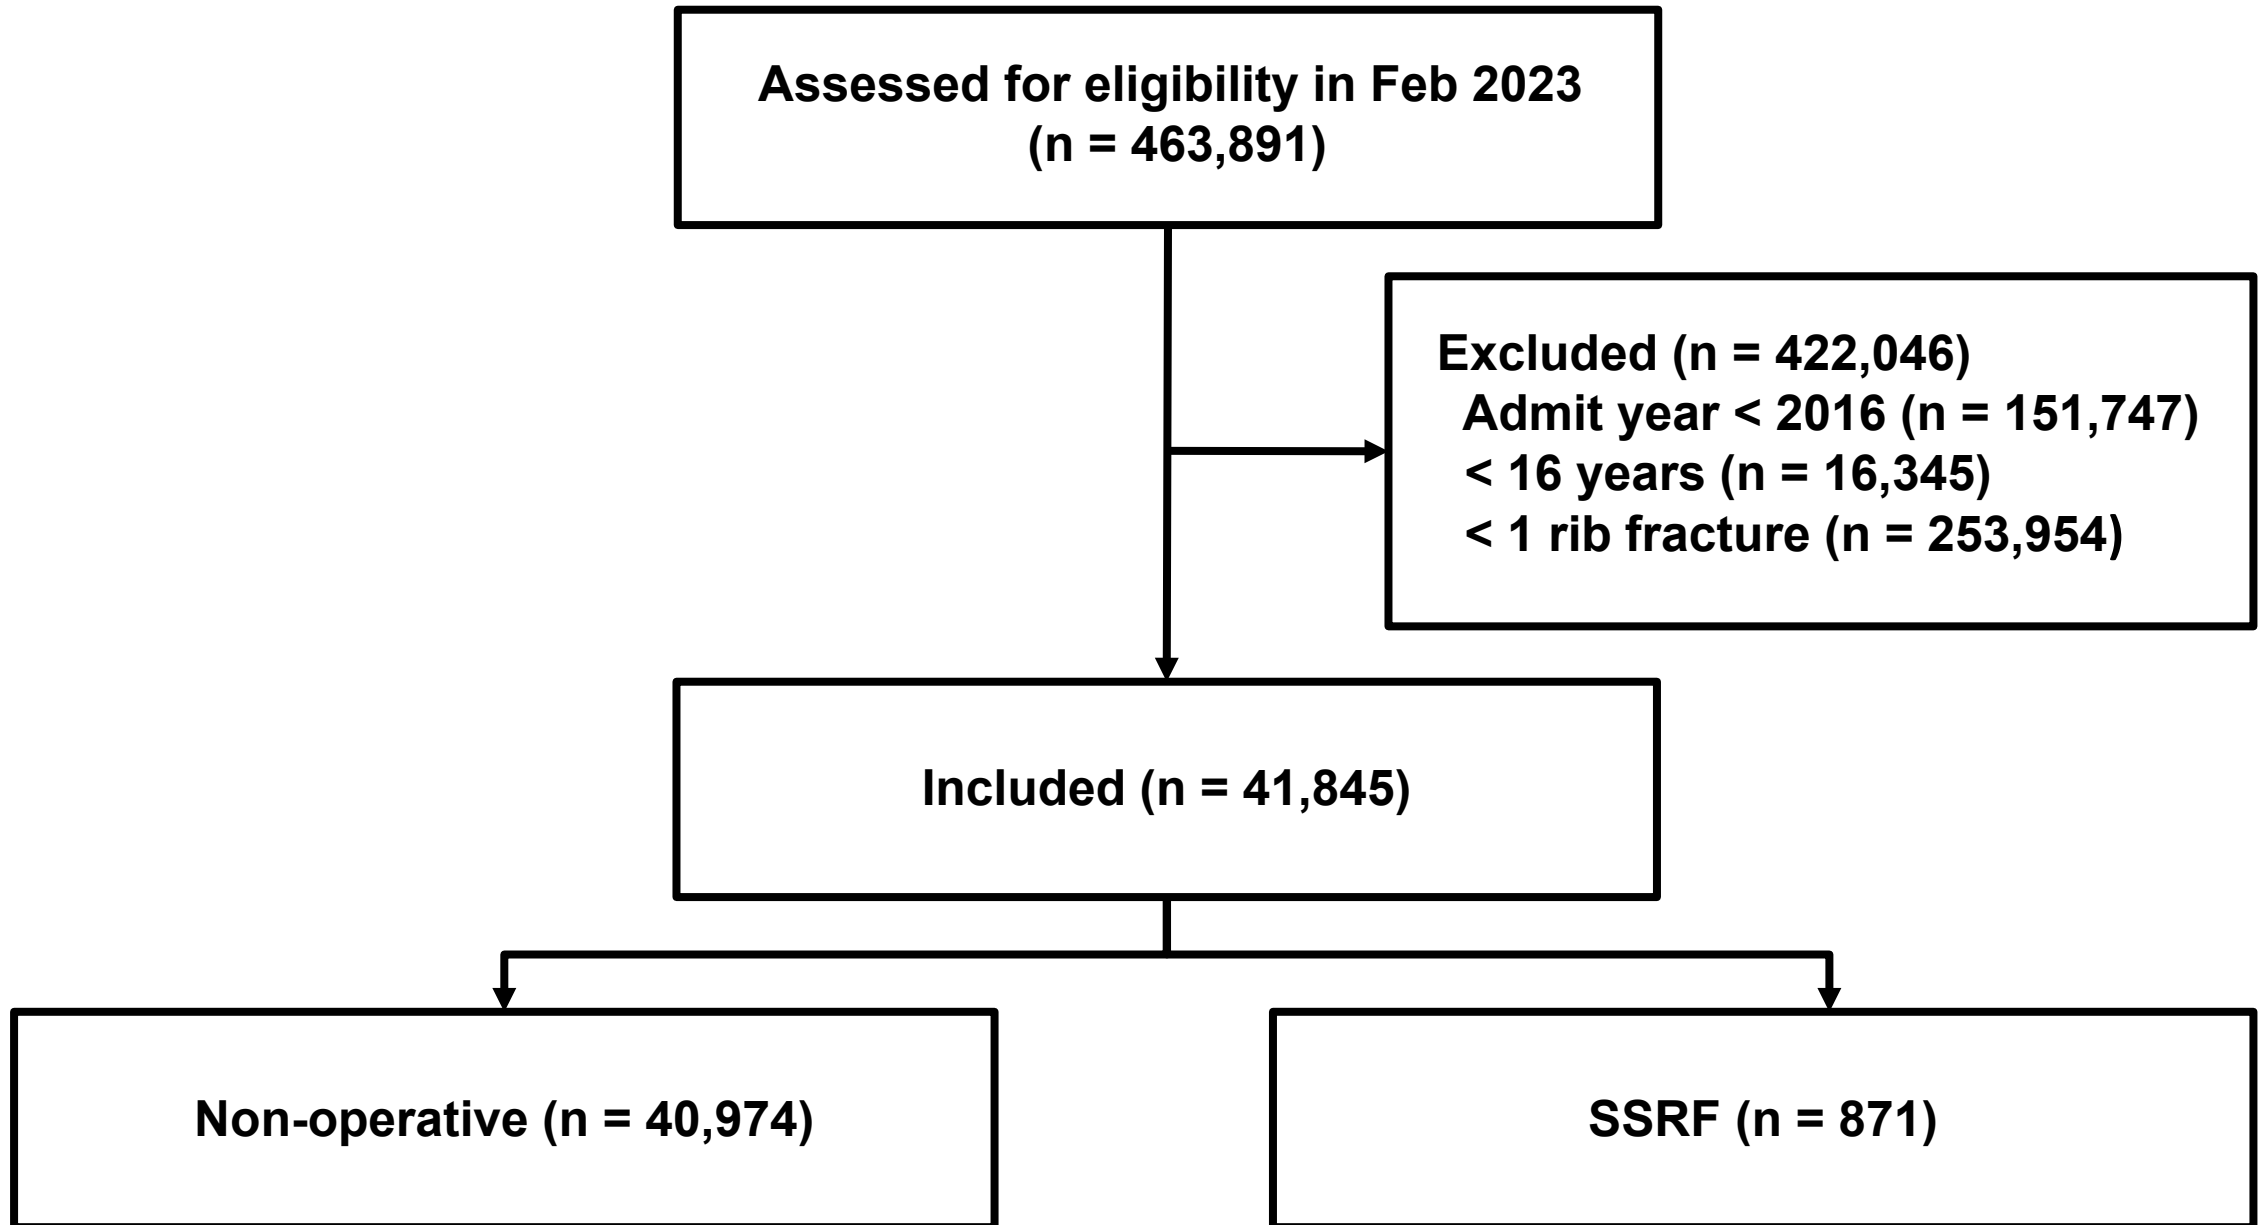 Assessed for eligibility in Feb 2023
(n = 463,891)
Excluded (n = 422,046)
Admit year < 2016 (n = 151,747)
< 16 years (n = 16,345)
< 1 rib fracture (n = 253,954)
Included (n = 41,845)
Non-operative (n = 40,974)
SSRF (n = 871)